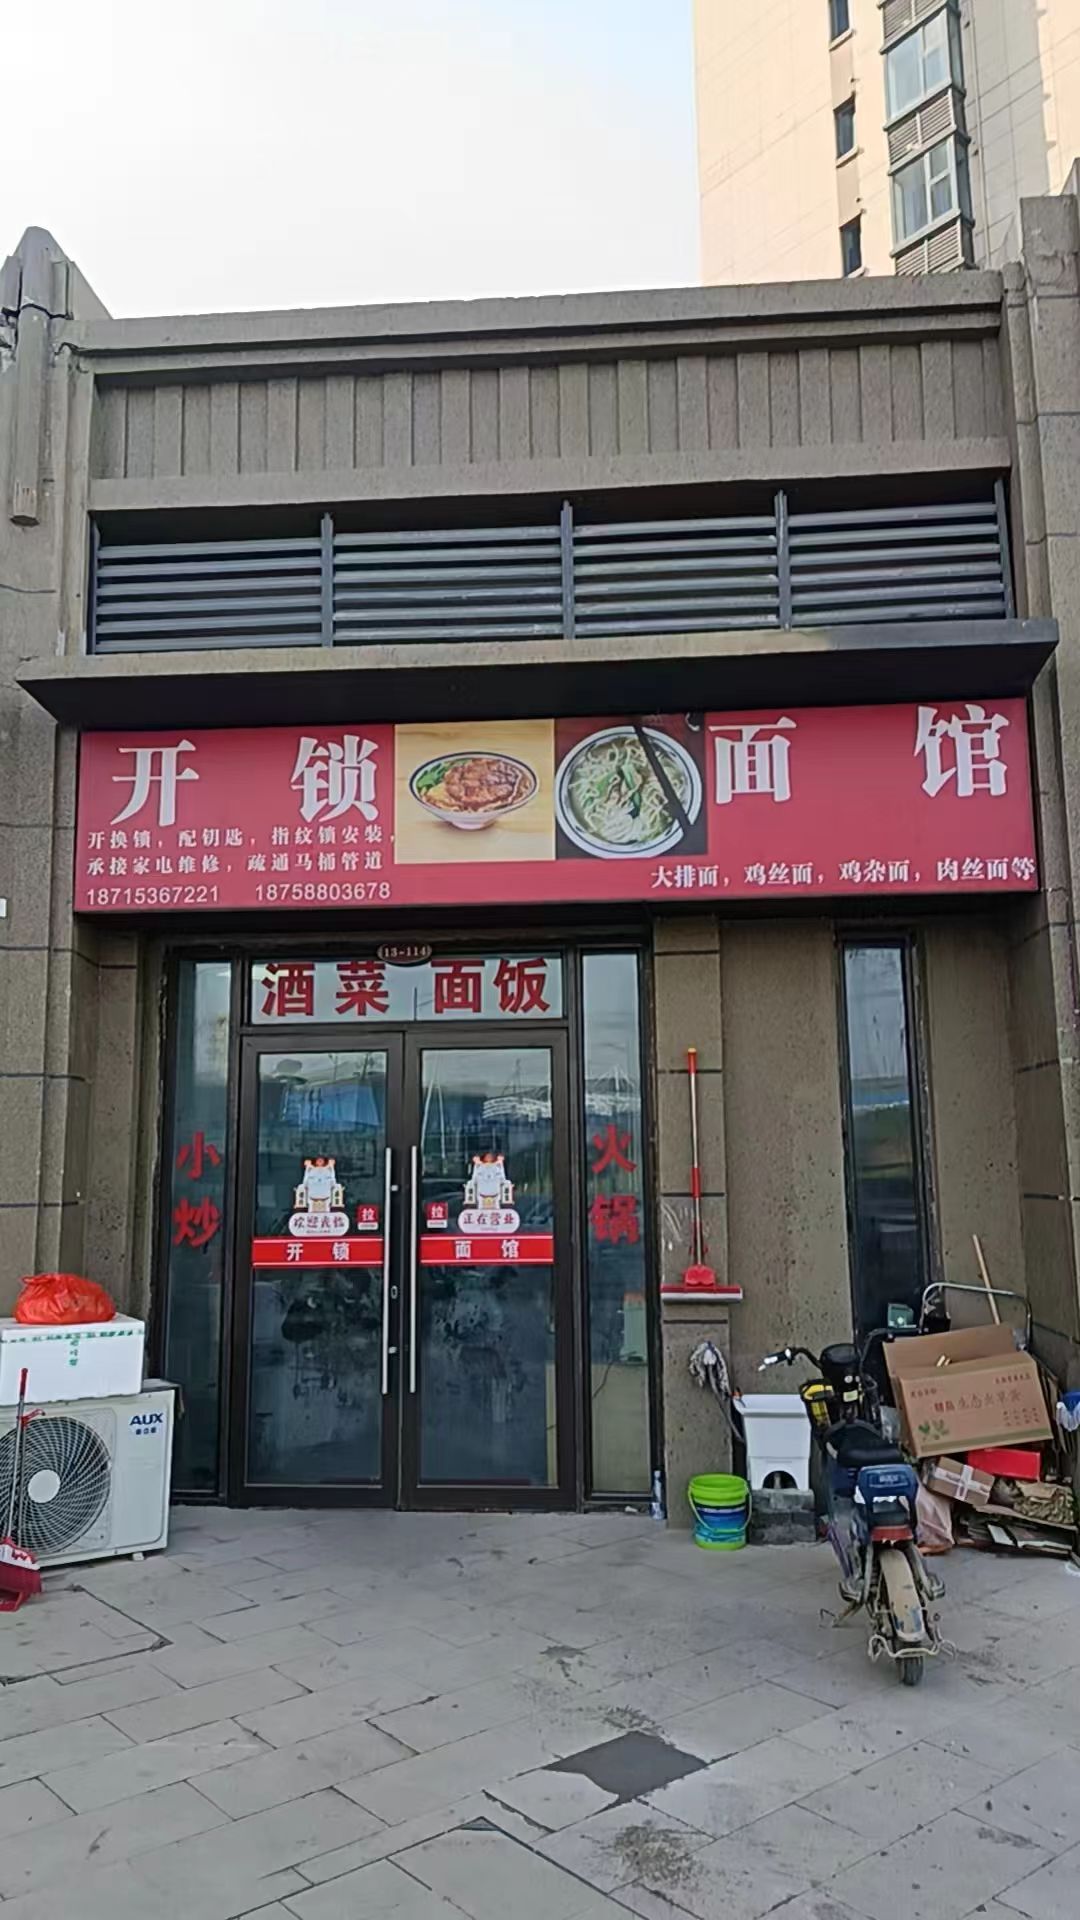 开 锁 面 馆
开换锁，配钥匙，指纹锁安装，
承接家电维修，疏通马桶管道
18715367221 18758803678
大排面，鸡丝面，鸡杂面，肉丝面等
13-114
酒菜 面饭
小炒
火锅
欢迎光临
拉
拉
正在营业
开 锁
面 馆
AUX